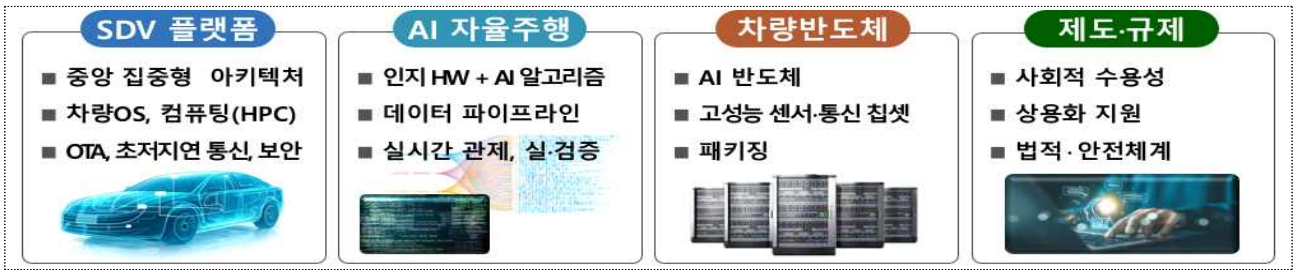 SDV 플랫폼
■ 중앙 집중형 아키텍처
■ 차량OS, 컴퓨팅(HPC)
■ OTA, 초저지연 통신, 보안
AI 자율주행
■ 인지 HW + AI 알고리즘
■ 데이터 파이프라인
■ 실시간 관제, 실·검증
차량반도체
■ AI 반도체
■ 고성능 센서·통신 칩셋
■ 패키징
제도·규제
■ 사회적 수용성
■ 상용화 지원
■ 법적·안전체계